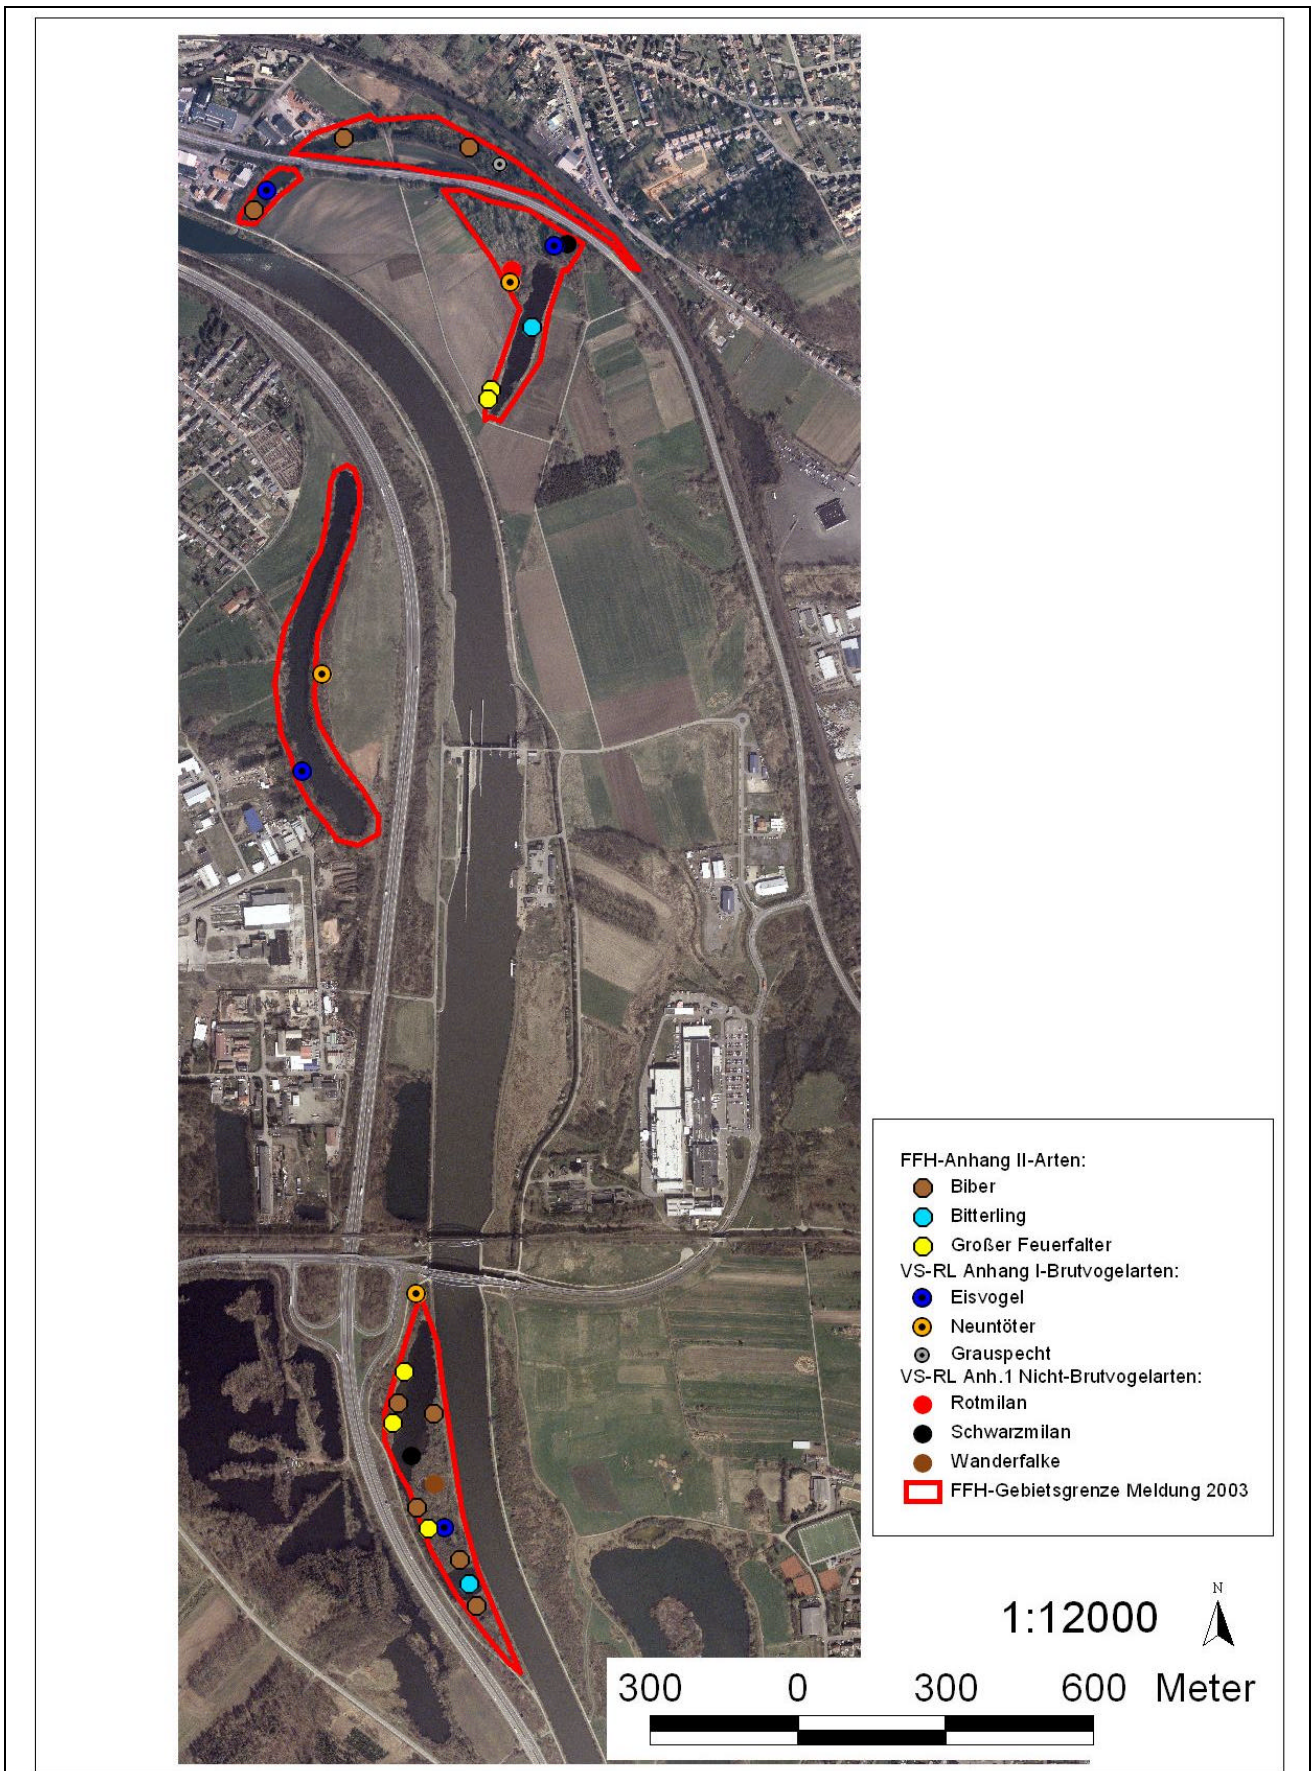 FFH-Anhang II-Arten:
Biber
Bitterling
Großer Feuerfalter
VS-RL Anhang I-Brutvogelarten:
Eisvogel
Neuntöter
Grauspecht
VS-RL Anh.1 Nicht-Brutvogelarten:
Rotmilan
Schwarzmilan
Wanderfalke
FFH-Gebietsgrenze Meldung 2003
1:12000
N
300 0 300 600 Meter